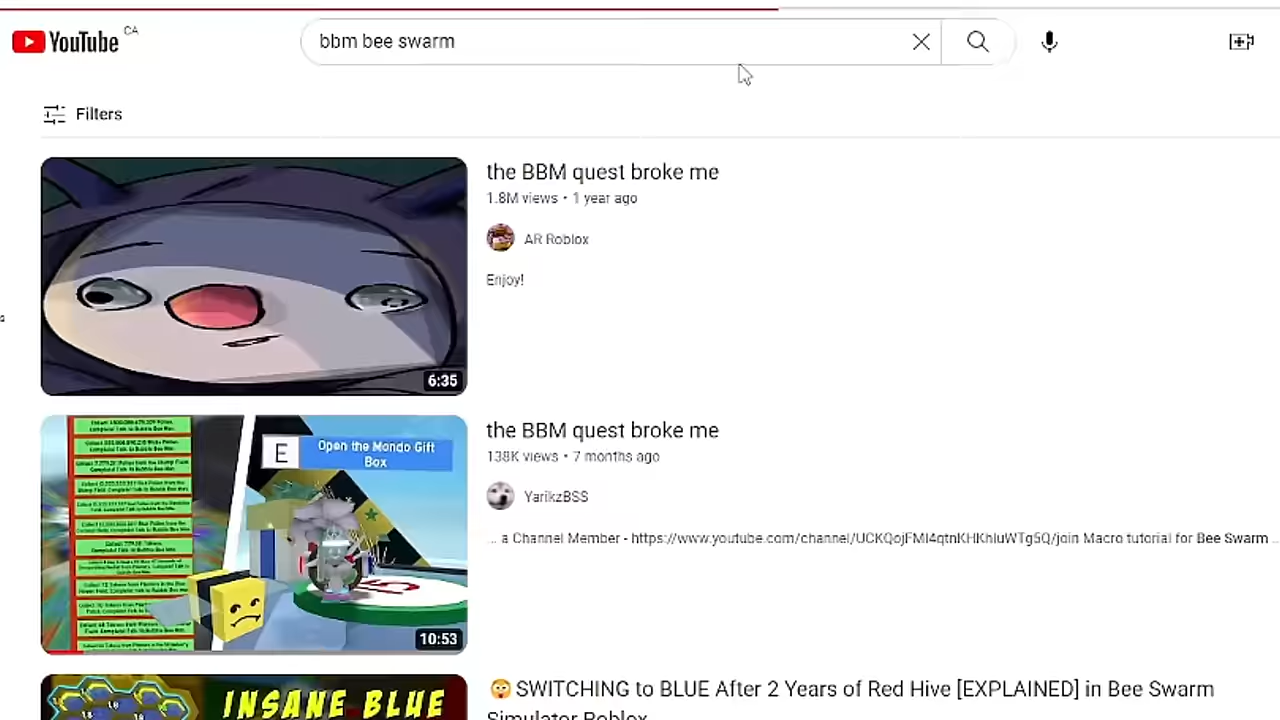 YouTube CA
bbm bee swarm
Filters
the BBM quest broke me
1.8M views • 1 year ago
AR Roblox
Enjoy!
6:35
the BBM quest broke me
138K views • 7 months ago
YarikzBSS
... a Channel Member - https://www.youtube.com/channel/UCKQojFMi4qtnKHKhIuWTg5Q/join Macro tutorial for Bee Swarm ...
E
Open the Mondo Gift
Box
10:53
INSANE BLUE
😳 SWITCHING to BLUE After 2 Years of Red Hive [EXPLAINED] in Bee Swarm
Simulator Roblox